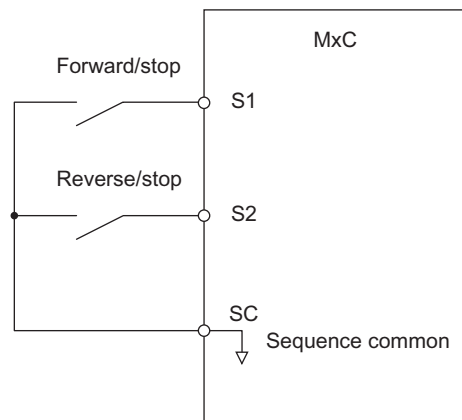 MxC
Forward/stop
S1
Reverse/stop
S2
SC
Sequence common